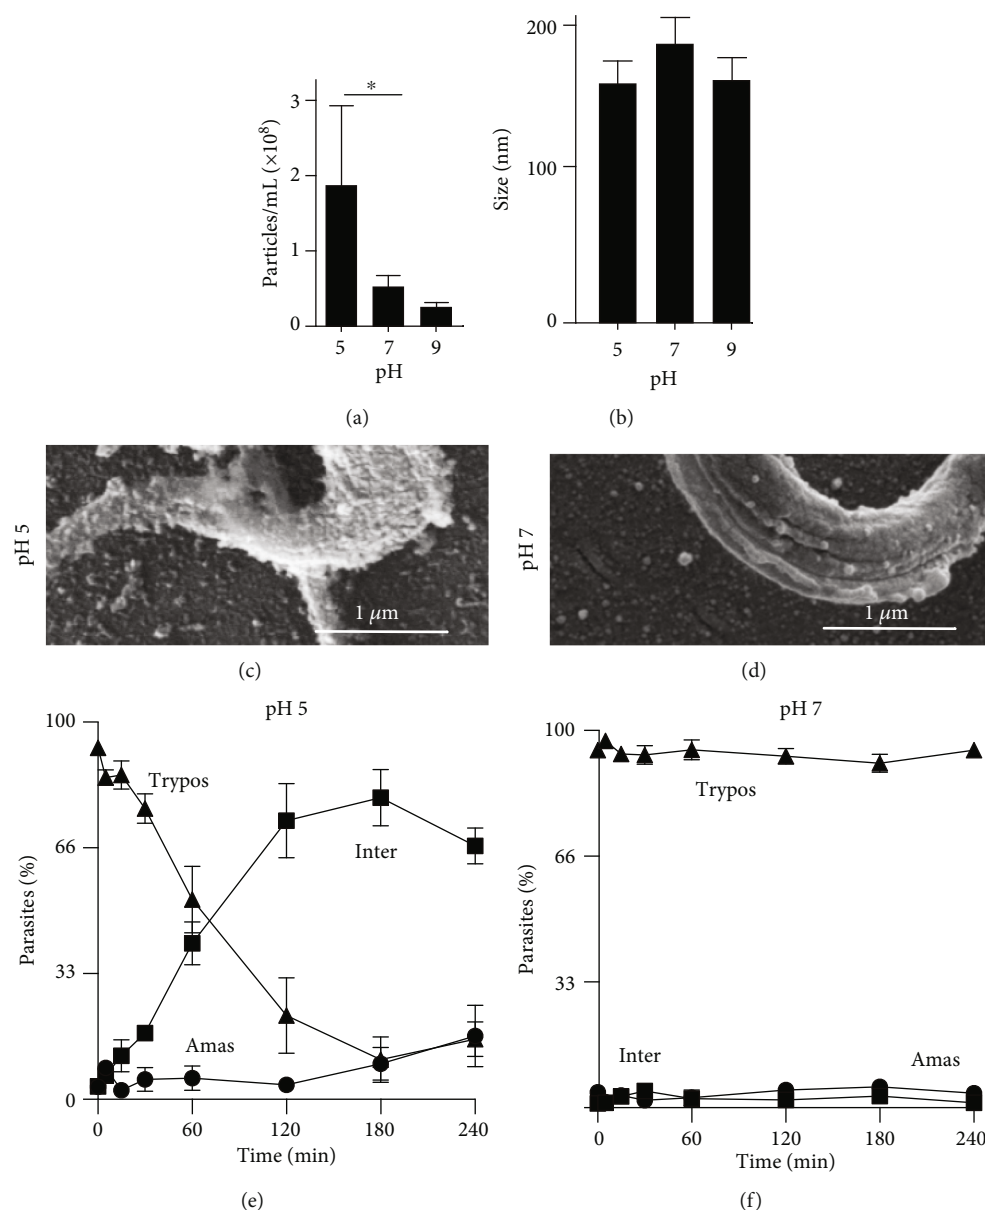 Particles/mL (×10⁸)
3
2
1
0
*
5 7 9
pH
(a)
Size (nm)
200
100
0
5 7 9
pH
(b)
pH 5
1 μm
(c)
pH 7
1 μm
(d)
pH 5
Parasites (%)
100
66
33
0
Trypos
Inter
Amas
0 60 120 180 240
Time (min)
(e)
pH 7
Parasites (%)
100
66
33
Trypos
Inter
Amas
0 60 120 180 240
Time (min)
(f)